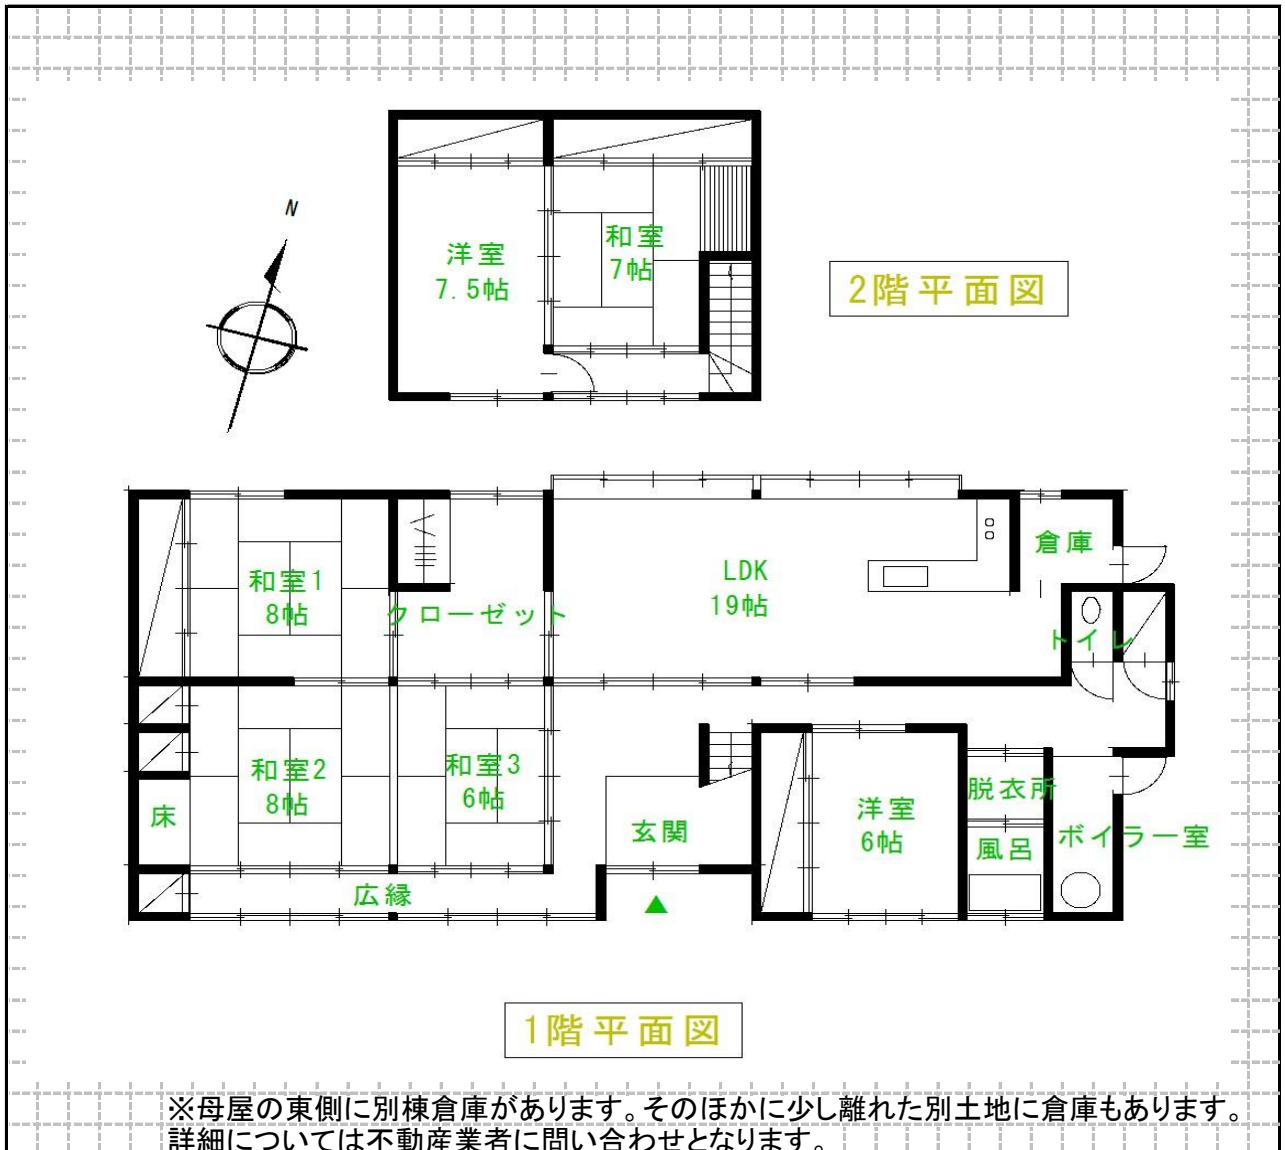 N
洋室
7.5帖
和室
7帖
2階平面図
和室1
8帖
クローゼット
LDK
19帖
倉庫
トイレ
和室2
8帖
和室3
6帖
床
玄関
洋室
6帖
脱衣所
風呂
ボイラー室
広縁
1階平面図
※母屋の東側に別棟倉庫があります。そのほかに少し離れた別土地に倉庫もあります。
詳細については不動産業者に問い合わせとなります。